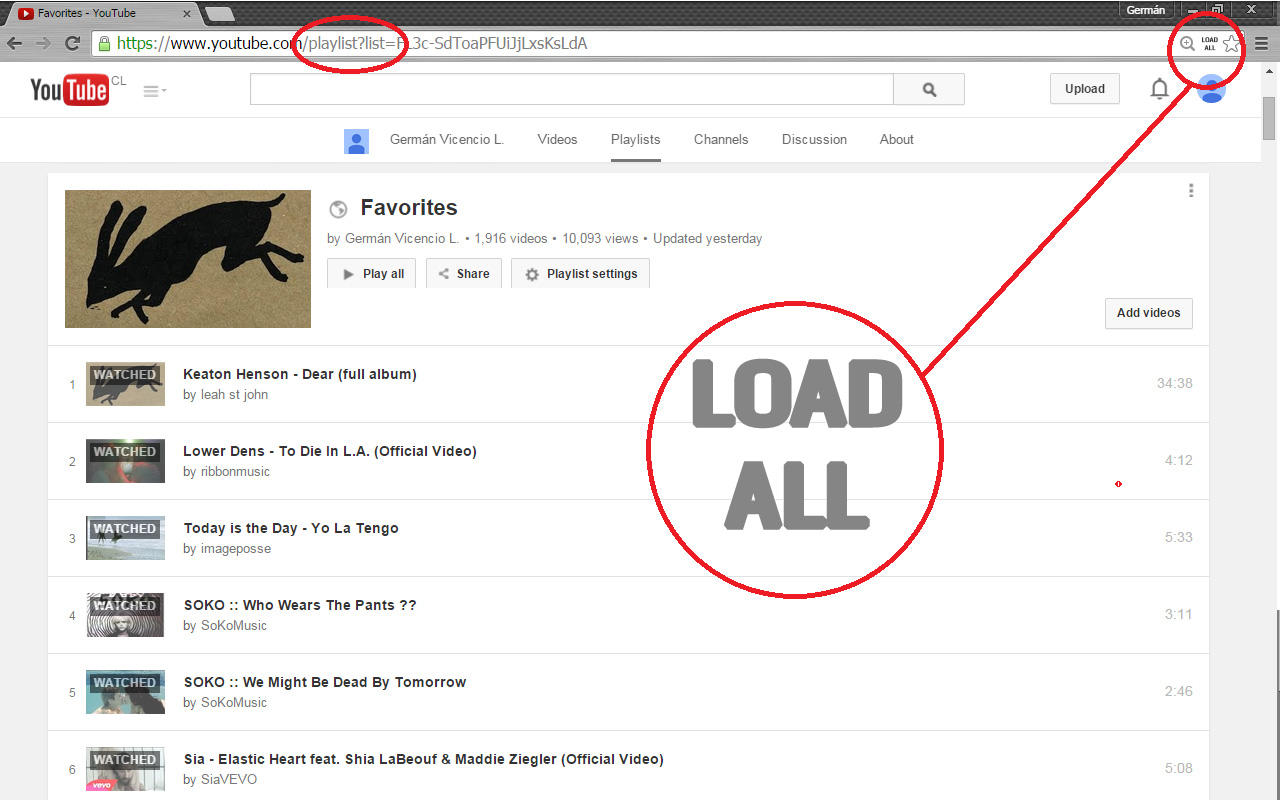 Favorites - YouTube
Germán
https://www.youtube.com/playlist?list=FL3c-SdToaPFUiJjLxsKsLdA
LOAD
ALL
YouTube CL
Upload
Germán Vicencio L. Videos Playlists Channels Discussion About
Favorites
by Germán Vicencio L. • 1,916 videos • 10,093 views • Updated yesterday
Play all Share Playlist settings
Add videos
LOAD
ALL
1 WATCHED Keaton Henson - Dear (full album) 34:38
by leah st john
2 WATCHED Lower Dens - To Die In L.A. (Official Video) 4:12
by ribbonmusic
3 WATCHED Today is the Day - Yo La Tengo 5:33
by imageposse
4 WATCHED SOKO :: Who Wears The Pants ?? 3:11
by SoKoMusic
5 WATCHED SOKO :: We Might Be Dead By Tomorrow 2:46
by SoKoMusic
6 WATCHED Sia - Elastic Heart feat. Shia LaBeouf & Maddie Ziegler (Official Video) 5:08
vevo by SiaVEVO